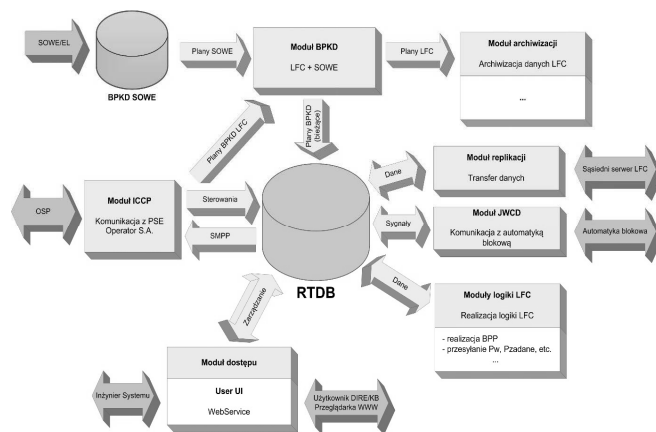 SOWE/EL
BPKD SOWE
Plany SOWE
Moduł BPKD
LFC + SOWE
Plany LFC
Moduł archiwizacji
Archiwizacja danych LFC
...
Plany BPKD LFC
Plany BPKD
(bieżące)
OSP
Moduł ICCP
Komunikacja z PSE
Operator S.A.
Sterowania
SMPP
RTDB
Dane
Moduł replikacji
Transfer danych
Sąsiedni serwer LFC
Sygnały
Moduł JWCD
Komunikacja z automatyką
blokową
Automatyka blokowa
Dane
Moduły logiki LFC
Realizacja logiki LFC
- realizacja BPP
- przesyłanie Pw, Pzadane, etc.
...
Zarządzanie
Moduł dostępu
User UI
WebService
Inżynier Systemu
Użytkownik DIRE/KB
Przeglądarka WWW